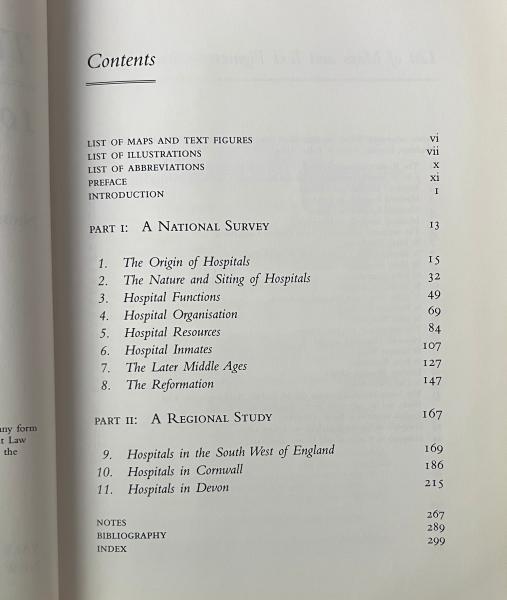 Contents
LIST OF MAPS AND TEXT FIGURES vi
LIST OF ILLUSTRATIONS vii
LIST OF ABBREVIATIONS x
PREFACE xi
INTRODUCTION 1
PART I: A NATIONAL SURVEY 13
1. The Origin of Hospitals 15
2. The Nature and Siting of Hospitals 32
3. Hospital Functions 49
4. Hospital Organisation 69
5. Hospital Resources 84
6. Hospital Inmates 107
7. The Later Middle Ages 127
8. The Reformation 147
PART II: A REGIONAL STUDY 167
9. Hospitals in the South West of England 169
10. Hospitals in Cornwall 186
11. Hospitals in Devon 215
NOTES 267
BIBLIOGRAPHY 289
INDEX 299
any form
t Law
the